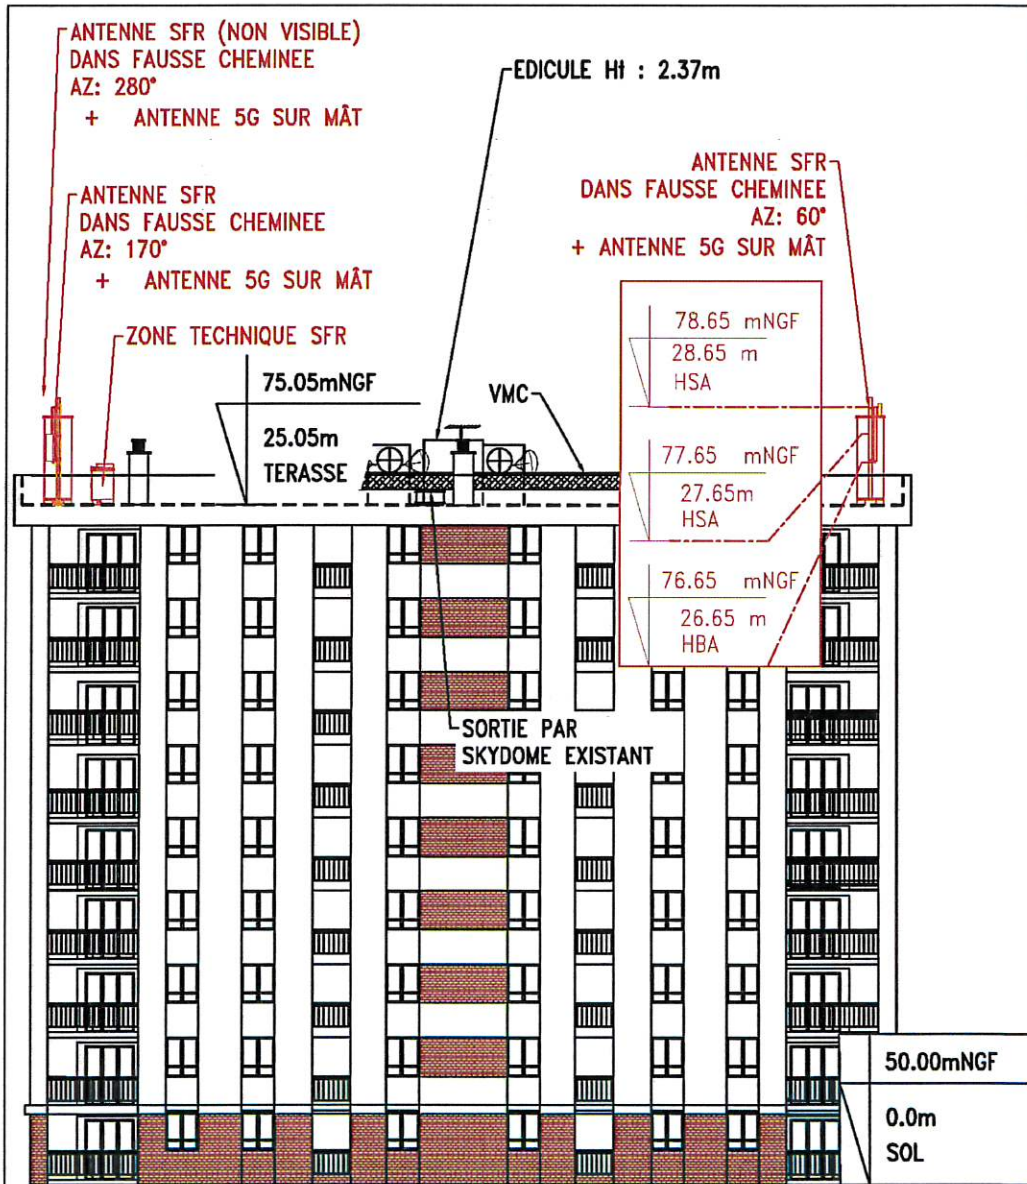 ANTENNE SFR (NON VISIBLE)
DANS FAUSSE CHEMINEE
AZ: 280°
+ ANTENNE 5G SUR MÂT
EDICULE Ht : 2.37m
ANTENNE SFR
DANS FAUSSE CHEMINEE
AZ: 170°
+ ANTENNE 5G SUR MÂT
ANTENNE SFR
DANS FAUSSE CHEMINEE
AZ: 60°
+ ANTENNE 5G SUR MÂT
ZONE TECHNIQUE SFR
75.05mNGF
25.05m
TERASSE
VMC
78.65 mNGF
28.65 m
HSA
77.65 mNGF
27.65m
HSA
76.65 mNGF
26.65 m
HBA
SORTIE PAR
SKYDOME EXISTANT
50.00mNGF
0.0m
SOL